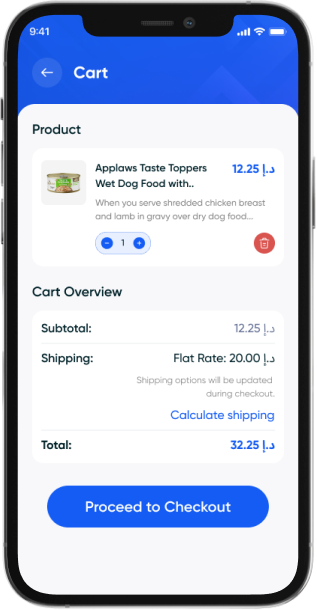 9:41
Cart
Product
Applaws Taste Toppers
Wet Dog Food with..
12.25 د.إ
When you serve shredded chicken breast
and lamb in gravy over dry dog food...
1
Cart Overview
Subtotal: 12.25 د.إ
Shipping: Flat Rate: 20.00 د.إ
Shipping options will be updated
during checkout.
Calculate shipping
Total: 32.25 د.إ
Proceed to Checkout